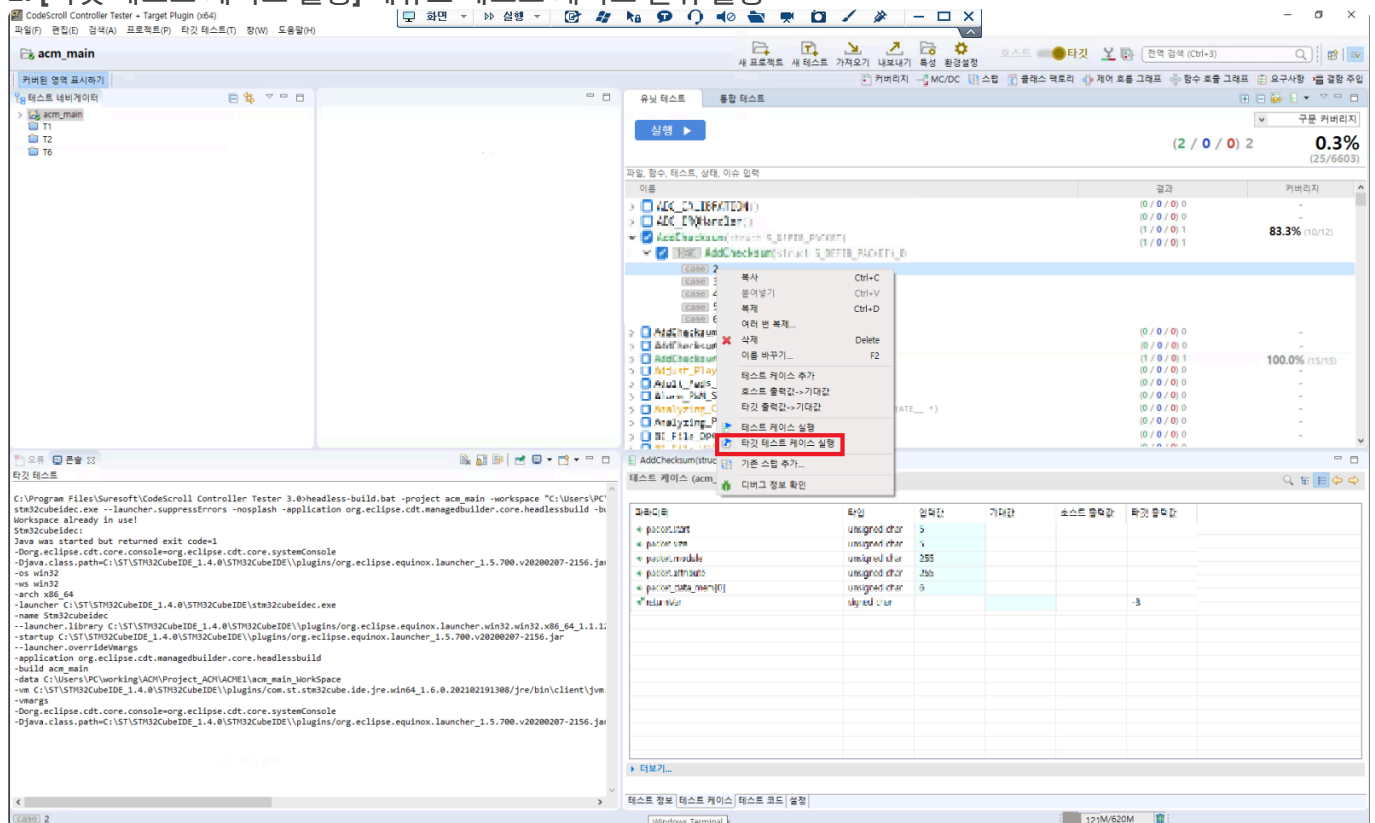 CodeScroll Controller Tester + Target Plugin (x64)
화면
실행
파일(F) 편집(E) 검색(A) 프로젝트(P) 타깃 테스트(T) 창(W) 도움말(H)
acm_main
새 프로젝트 새 테스트 가져오기 내보내기 특성 환경설정
호스트 타깃
전역 검색 (Ctrl+3)
커버된 영역 표시하기
커버리지 MC/DC 스텁 클래스 팩토리 제어 흐름 그래프 함수 호출 그래프 요구사항 결함 주입
테스트 네비게이터
acm_main
T1
T2
T6
유닛 테스트 통합 테스트
실행
구문 커버리지
(2 / 0 / 0) 2
0.3%
(25/6603)
파일, 함수, 테스트, 상태, 이슈 입력
이름 결과 커버리지
(0 / 0 / 0) 0 -
(0 / 0 / 0) 0 -
AddChecksum (1 / 0 / 0) 1 83.3% (10/12)
AddChecksum (1 / 0 / 0) 1
case 2
case
case
case
case
(0 / 0 / 0) 0 -
(0 / 0 / 0) 0 -
(1 / 0 / 0) 1 100.0% (15/15)
(0 / 0 / 0) 0 -
(0 / 0 / 0) 0 -
(0 / 0 / 0) 0 -
(0 / 0 / 0) 0 -
(0 / 0 / 0) 0 -
(0 / 0 / 0) 0 -
복사 Ctrl+C
붙여넣기 Ctrl+V
복제 Ctrl+D
여러 번 복제...
삭제 Delete
이름 바꾸기... F2
테스트 케이스 추가
호스트 출력값->기대값
타깃 출력값->기대값
테스트 케이스 실행
타깃 테스트 케이스 실행
기존 스텁 추가...
디버그 정보 확인
오류 콘솔
타깃 테스트
C:\Program Files\Suresoft\CodeScroll Controller Tester 3.0>headless-build.bat -project acm_main -workspace "C:\Users\PC\
stm32cubeidec.exe --launcher.suppressErrors -nosplash -application org.eclipse.cdt.managedbuilder.core.headlessbuild -bu
Workspace already in use!
Stm32cubeidec:
Java was started but returned exit code=1
-Dorg.eclipse.cdt.core.console=org.eclipse.cdt.core.systemConsole
-Djava.class.path=C:\ST\STM32CubeIDE_1.4.0\STM32CubeIDE\\plugins/org.eclipse.equinox.launcher_1.5.700.v20200207-2156.jar
-os win32
-ws win32
-arch x86_64
-launcher C:\ST\STM32CubeIDE_1.4.0\STM32CubeIDE\stm32cubeidec.exe
-name Stm32cubeidec
--launcher.library C:\ST\STM32CubeIDE_1.4.0\STM32CubeIDE\\plugins/org.eclipse.equinox.launcher.win32.win32.x86_64_1.1.12
-startup C:\ST\STM32CubeIDE_1.4.0\STM32CubeIDE\\plugins/org.eclipse.equinox.launcher_1.5.700.v20200207-2156.jar
--launcher.overrideVmargs
-application org.eclipse.cdt.managedbuilder.core.headlessbuild
-build acm_main
-data C:\Users\PC\working\ACM\Project_ACM\ACME1\acm_main_WorkSpace
-vm C:\ST\STM32CubeIDE_1.4.0\STM32CubeIDE\\plugins/com.st.stm32cube.ide.jre.win64_1.6.0.202102191308/jre/bin\client\jvm.
-vmargs
-Dorg.eclipse.cdt.core.console=org.eclipse.cdt.core.systemConsole
-Djava.class.path=C:\ST\STM32CubeIDE_1.4.0\STM32CubeIDE\\plugins/org.eclipse.equinox.launcher_1.5.700.v20200207-2156.jar
AddChecksum(struc
테스트 케이스 (acm_
파라미터 타입 입력값 기대값 호스트 출력값 타깃 출력값
packet.start unsigned char 5
packet.size unsigned char 5
packet.module unsigned char 255
packet.attribute unsigned char 255
packet_data_mem[0] unsigned char 6
returnVar signed char -3
더보기...
테스트 정보 테스트 케이스 테스트 코드 설정
case 2
Windows Terminal
121M/620M